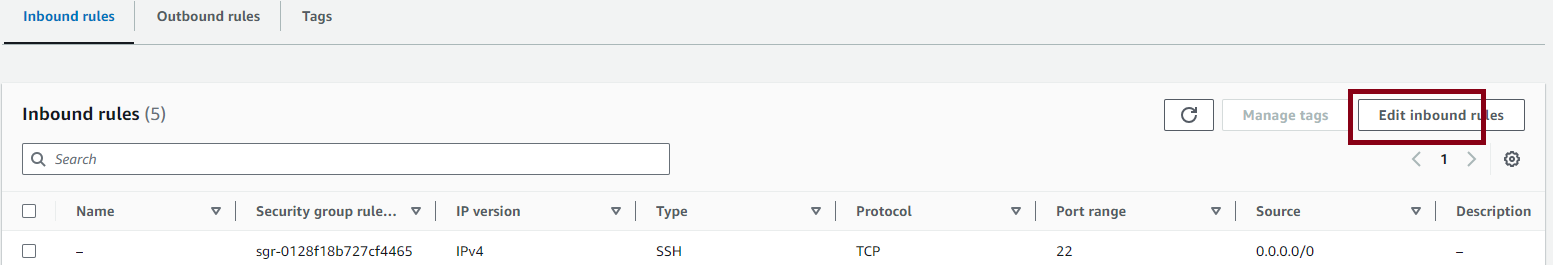 Inbound rules Outbound rules Tags
Inbound rules (5) Manage tags Edit inbound rules
Search 1
Name Security group rule... IP version Type Protocol Port range Source Description
– sgr-0128f18b727cf4465 IPv4 SSH TCP 22 0.0.0.0/0 –